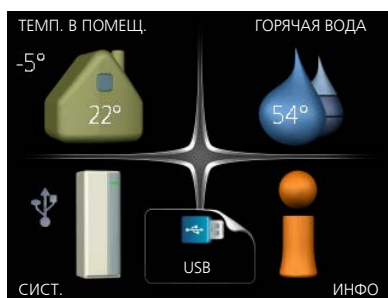 ТЕМП. В ПОМЕЩ.
ГОРЯЧАЯ ВОДА
-5°
22°
54°
USB
СИСТ.
ИНФО